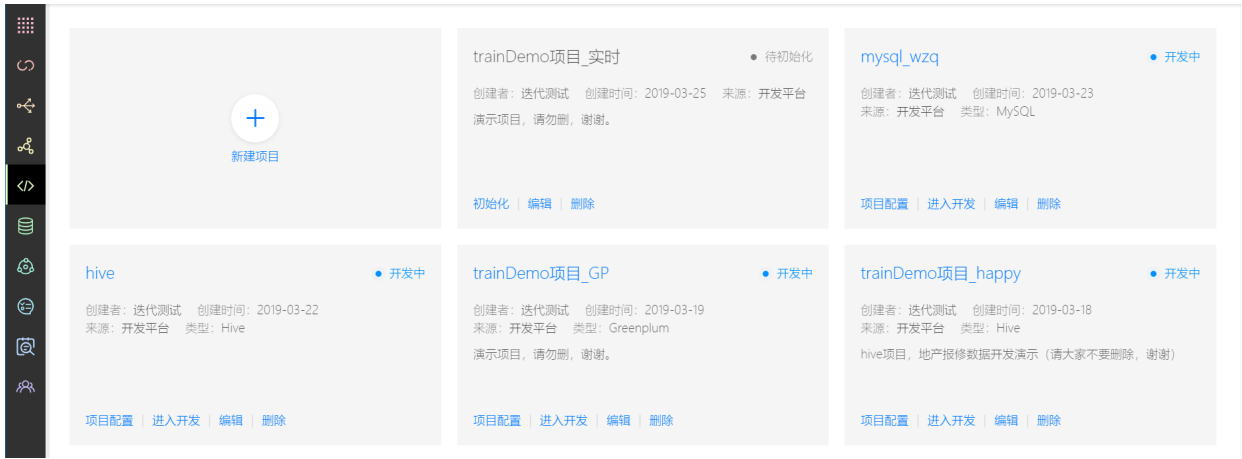 新建项目
trainDemo项目_实时
待初始化
创建者：迭代测试 创建时间：2019-03-25 来源：开发平台
演示项目，请勿删，谢谢。
初始化 | 编辑 | 删除
mysql_wzq
开发中
创建者：迭代测试 创建时间：2019-03-23
来源：开发平台 类型：MySQL
项目配置 | 进入开发 | 编辑 | 删除
hive
开发中
创建者：迭代测试 创建时间：2019-03-22
来源：开发平台 类型：Hive
项目配置 | 进入开发 | 编辑 | 删除
trainDemo项目_GP
开发中
创建者：迭代测试 创建时间：2019-03-19
来源：开发平台 类型：Greenplum
演示项目，请勿删，谢谢。
项目配置 | 进入开发 | 编辑 | 删除
trainDemo项目_happy
开发中
创建者：迭代测试 创建时间：2019-03-18
来源：开发平台 类型：Hive
hive项目，地产报修数据开发演示（请大家不要删除，谢谢）
项目配置 | 进入开发 | 编辑 | 删除